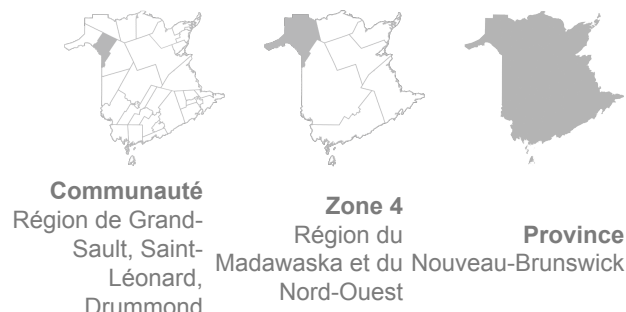 Communauté
Région de Grand-
Sault, Saint-
Léonard,
Drummond
Zone 4
Région du
Madawaska et du
Nord-Ouest
Province
Nouveau-Brunswick